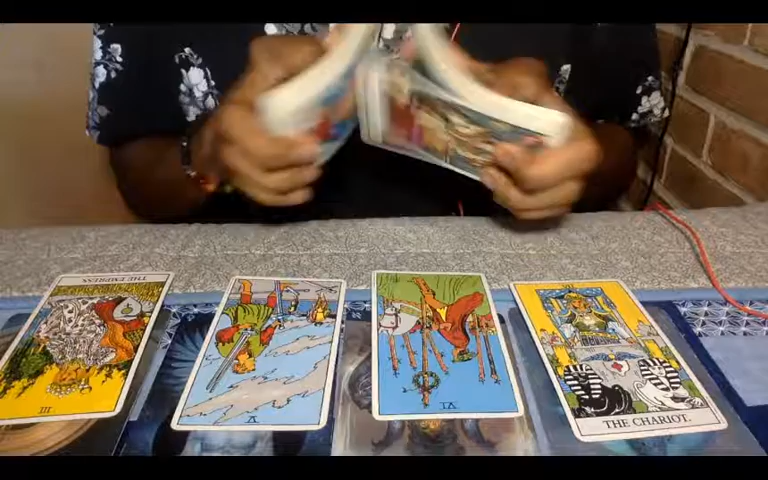 THE EMPRESS
III
V
VI
THE CHARIOT.